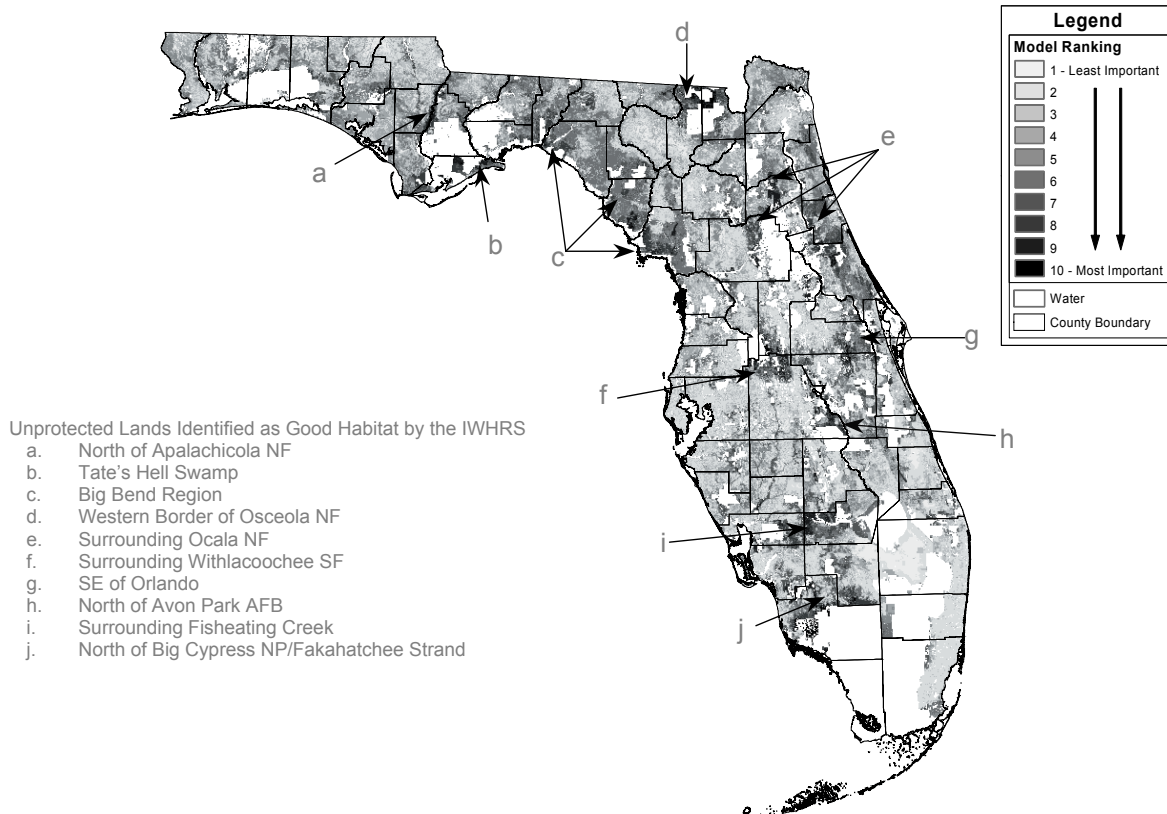 Legend
Model Ranking
1 - Least Important
2
3
4
5
6
7
8
9
10 - Most Important
Water
County Boundary
d
e
a
b
c
g
f
h
i
j
Unprotected Lands Identified as Good Habitat by the IWHRS
a. North of Apalachicola NF
b. Tate's Hell Swamp
c. Big Bend Region
d. Western Border of Osceola NF
e. Surrounding Ocala NF
f. Surrounding Withlacoochee SF
g. SE of Orlando
h. North of Avon Park AFB
i. Surrounding Fisheating Creek
j. North of Big Cypress NP/Fakahatchee Strand